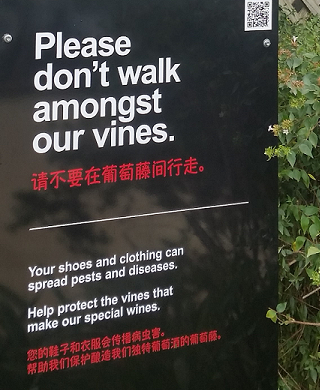 Please
don't walk
amongst
our vines.
请不要在葡萄藤间行走。
Your shoes and clothing can
spread pests and diseases.
Help protect the vines that
make our special wines.
您的鞋子和衣服会传播病虫害。
帮助我们保护酿造我们独特葡萄酒的葡萄藤。